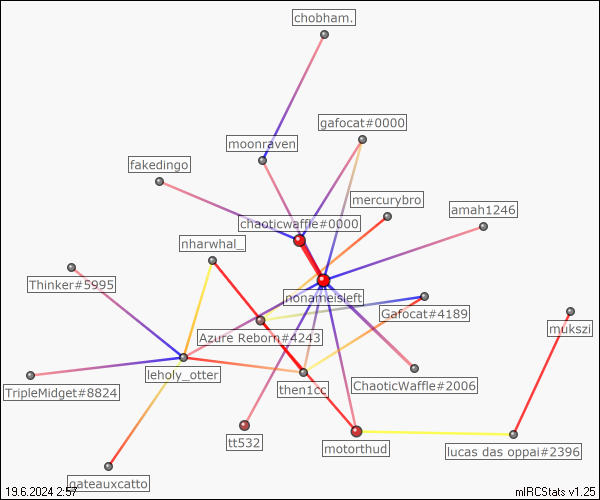 chobham.
gafocat#0000
moonraven
fakedingo
mercurybro
amah1246
chaoticwaffle#0000
nharwhal_
Thinker#5995
nonameisleft
Gafocat#4189
mukszi
Azure Reborn#4243
leholy_otter
TripleMidget#8824
then1cc
ChaoticWaffle#2006
tt532
motorthud
lucas das oppai#2396
gateauxcatto
19.6.2024 2:57
mIRCStats v1.25